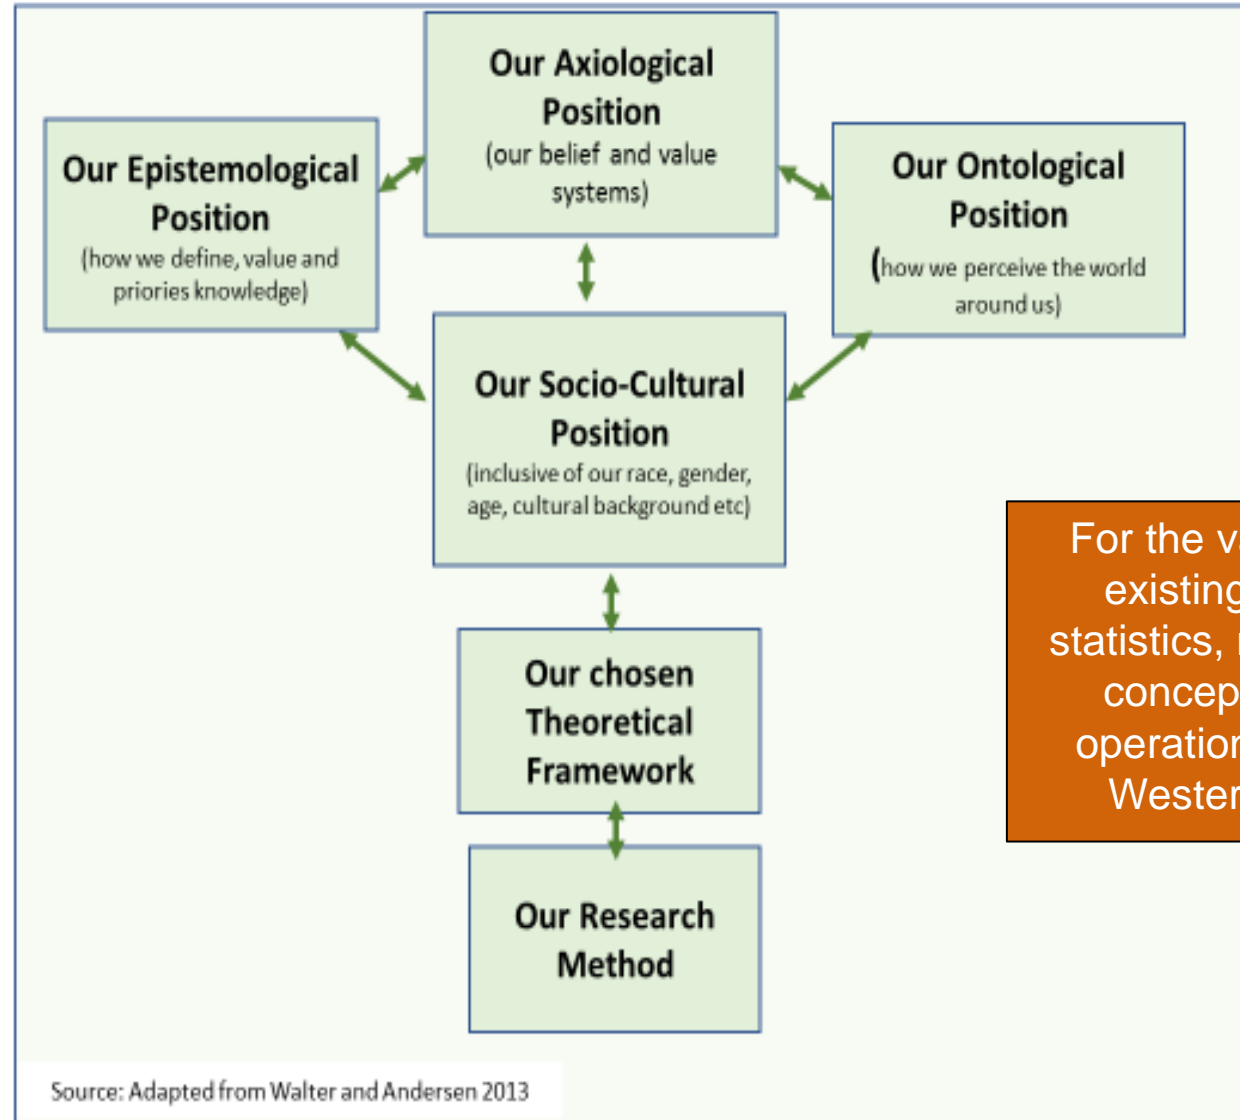 Our Axiological
Position
(our belief and value
systems)
Our Epistemological
Position
(how we define, value and
priories knowledge)
Our Ontological
Position
(how we perceive the world
around us)
Our Socio-Cultural
Position
(inclusive of our race, gender,
age, cultural background etc)
For the
existing
statistics,
Our chosen
Theoretical
Framework
Our Research
Method
Source: Adapted from Walter and Andersen 2013